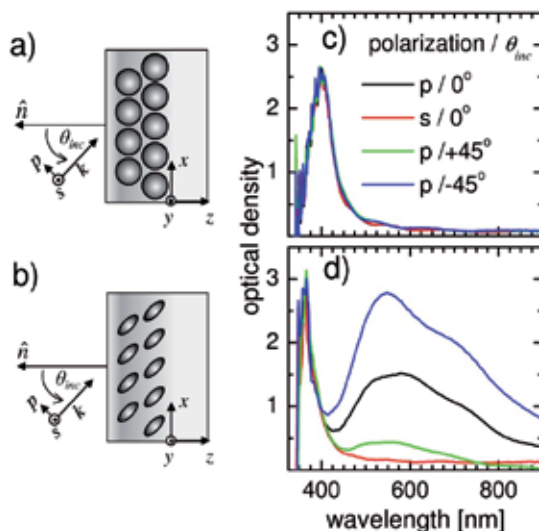 a)
n̂
θinc
p
s
k
x
y
z
b)
n̂
θinc
p
s
k
x
y
z
c)
polarization / θinc
p / 0°
s / 0°
p /+45°
p /-45°
3
2
1
0
optical density
d)
3
2
1
400 600 800
wavelength [nm]